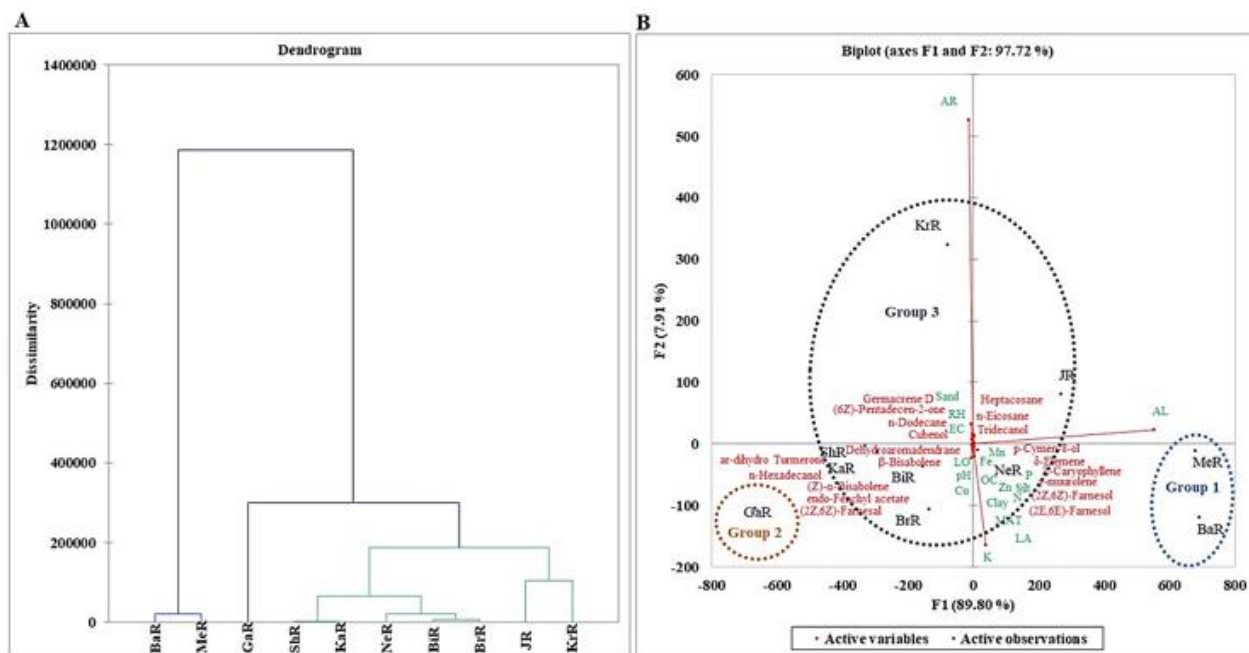 A
Dendrogram
Dissimilarity
1400000
1200000
1000000
800000
600000
400000
200000
0
BaR
MeR
GaR
ShR
KaR
NeR
BiR
BrR
JR
KrR
B
Biplot (axes F1 and F2: 97.72 %)
F2 (7.91 %)
600
500
400
300
200
100
0
-100
-200
AR
KrR
Group 3
JR
AL
Germacrene D
Sand
Heptacosane
(6Z)-Pentadecen-2-one
RH
n-Eicosane
n-Dodecane
EC
Tridecanol
Cubenol
Dehydroaromadendrane
Mn
p-Cymen-8-ol
ShR
ar-dihydro Turmerone
β-Bisabolene
LO
Fe
KaR
NeR
MeR
n-Hexadecanol
BiR
pH
OC
P
Group 1
(Z)-α-Bisabolene
Cu
Zn
endo-Fenchyl acetate
Clay
N
(2Z,6Z)-Farnesol
GaR
(2Z,6Z)-Farnesal
(2E,6E)-Farnesol
Group 2
BrR
BaR
LA
K
-800
-600
-400
-200
0
200
400
600
800
F1 (89.80 %)
• Active variables
• Active observations